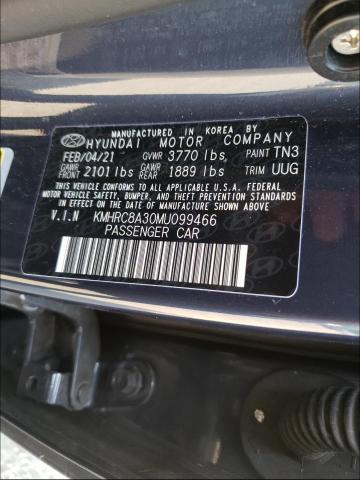 MANUFACTURED IN KOREA BY
HYUNDAI MOTOR COMPANY
FEB/04/21 GVWR 3770 lbs PAINT TN3
GAWR FRONT 2101 lbs GAWR REAR 1889 lbs TRIM UUG
THIS VEHICLE CONFORMS TO ALL APPLICABLE U.S.A. FEDERAL
MOTOR VEHICLE SAFETY, BUMPER, AND THEFT PREVENTION
STANDARDS IN EFFECT ON THE DATE OF MANUFACTURE SHOWN ABOVE.
V.I.N KMHRC8A30MU099466
PASSENGER CAR